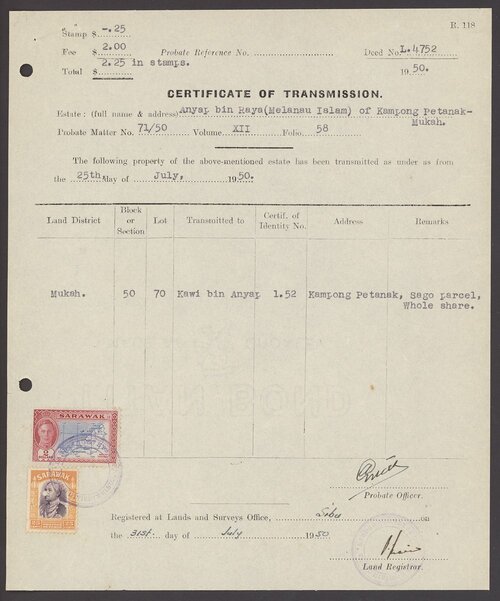 Stamp $ -.25
R. 118
Fee $ 2.00 Probate Reference No. Deed No. L.4752
Total $ 2.25 in stamps. 1950.
CERTIFICATE OF TRANSMISSION.
Estate: (full name & address) Anyap bin Raya(Melanau Islam) of Kampong Petanak-
Mukah.
Probate Matter No. 71/50 Volume XII Folio 58
The following property of the above-mentioned estate has been transmitted as under as from
the 25th day of July, 1950.
Land District Block or Section Lot Transmitted to Certif. of Identity No. Address Remarks
Mukah. 50 70 Kawi bin Anyap 1.52 Kampong Petanak, Sago parcel,
Whole share.
SARAWAK
SARAWAK
Probate Officer.
Registered at Lands and Surveys Office, Sibu on
the 31st: day of July 1950
Land Registrar.